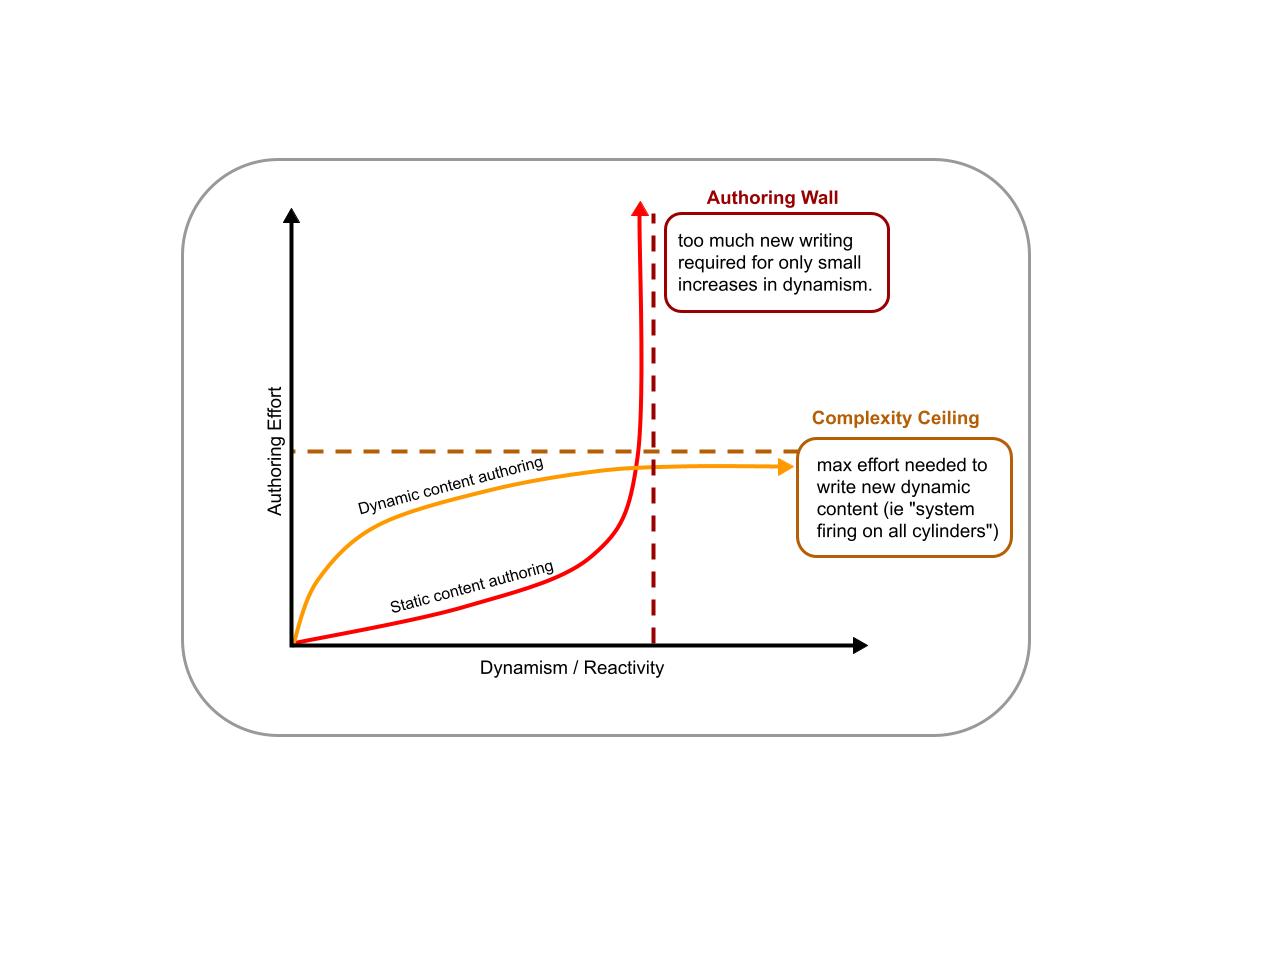 Authoring Wall
too much new writing
required for only small
increases in dynamism.
Complexity Ceiling
max effort needed to
write new dynamic
content (ie "system
firing on all cylinders")
Authoring Effort
Dynamic content authoring
Static content authoring
Dynamism / Reactivity